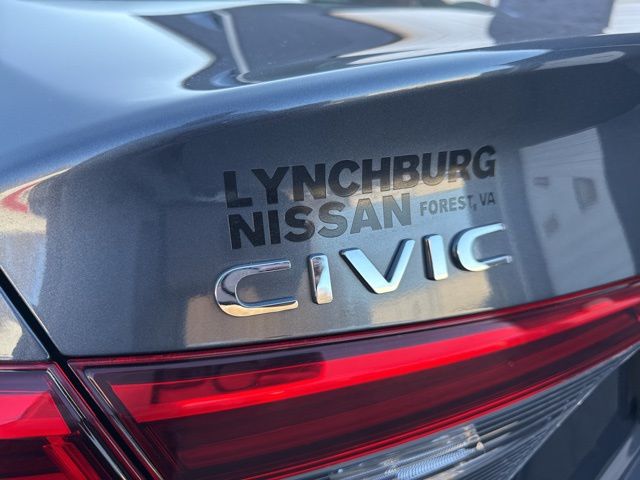 LYNCHBURG
NISSAN FOREST, VA
CIVIC